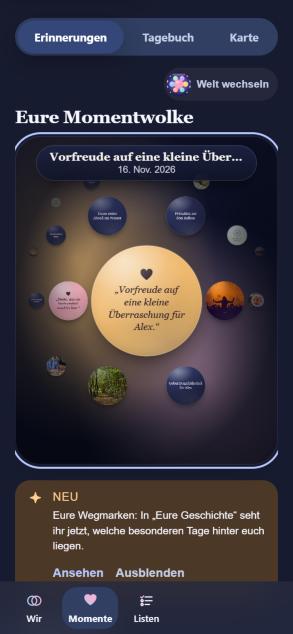 Erinnerungen
Tagebuch
Karte
Welt wechseln
Eure Momentwolke
Vorfreude auf eine kleine Über...
16. Nov. 2026
„Vorfreude auf
eine kleine
Überraschung für
Alex.“
NEU
Eure Wegmarken: In „Eure Geschichte“ seht
ihr jetzt, welche besonderen Tage hinter euch
liegen.
Ansehen
Ausblenden
Wir
Momente
Listen